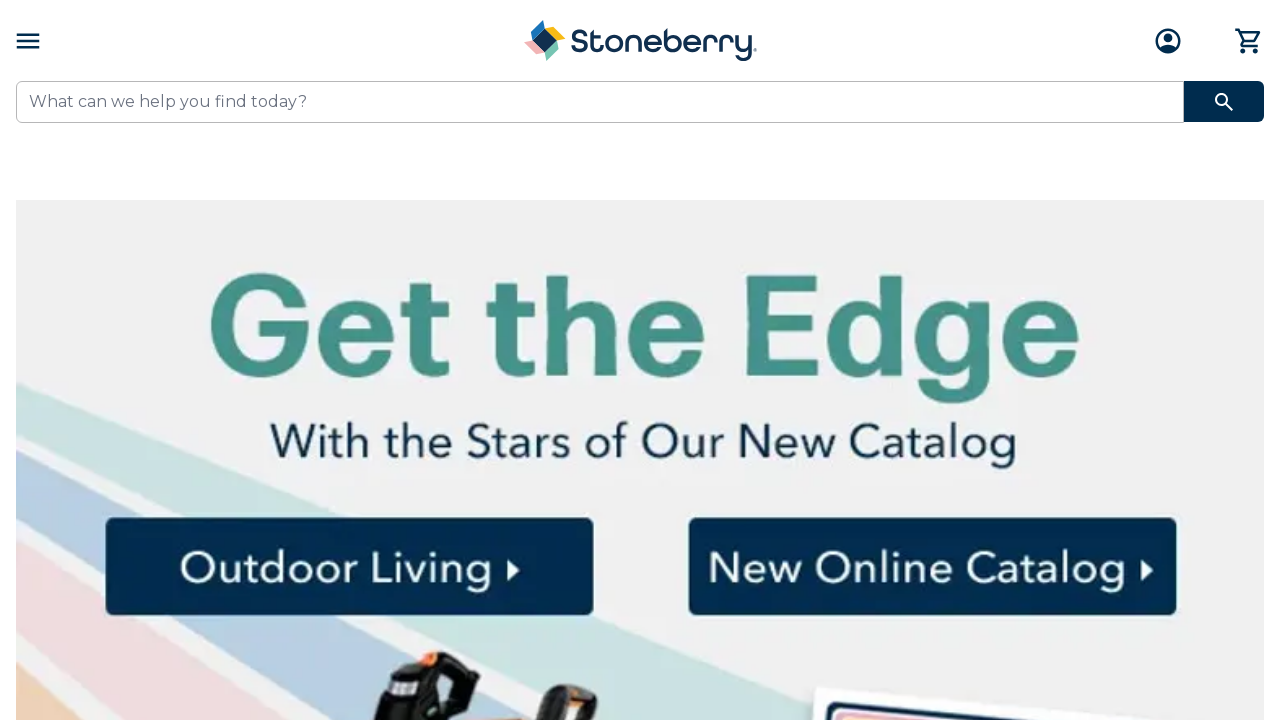 Stoneberry®
What can we help you find today?
Get the Edge
With the Stars of Our New Catalog
Outdoor Living
New Online Catalog